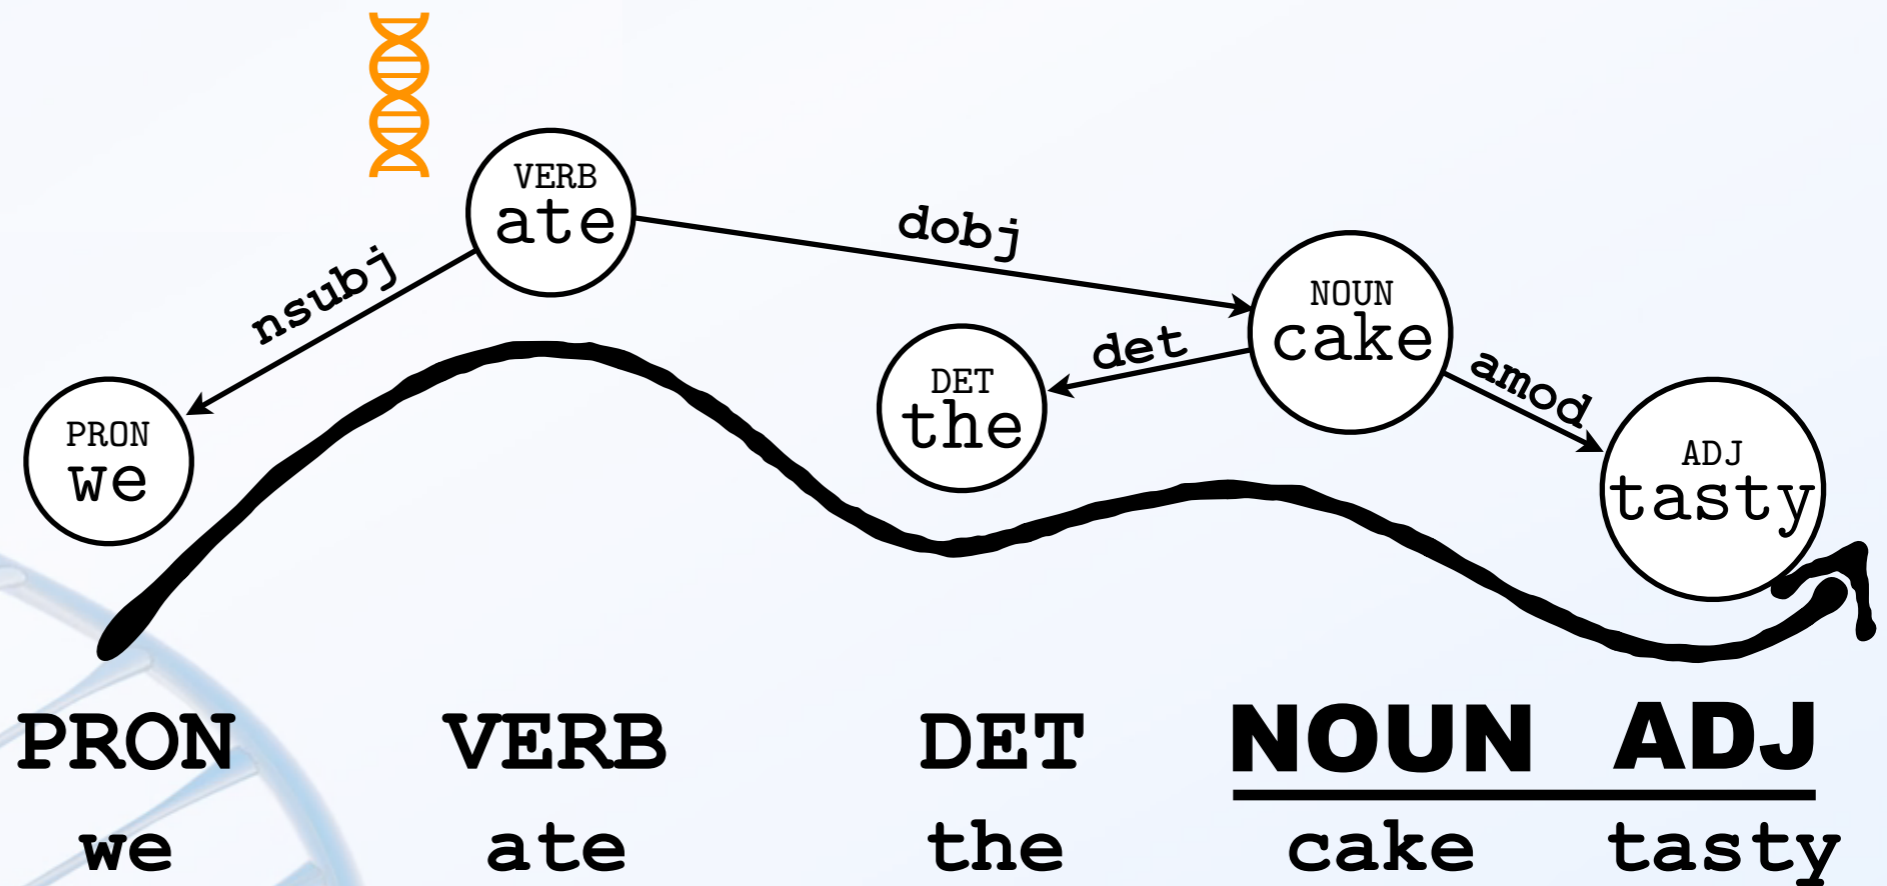 VERB
ate
dobj
nsubj
NOUN
cake
det
DET
the
amod
PRON
we
ADJ
tasty
PRON VERB DET NOUN ADJ
we ate the cake tasty